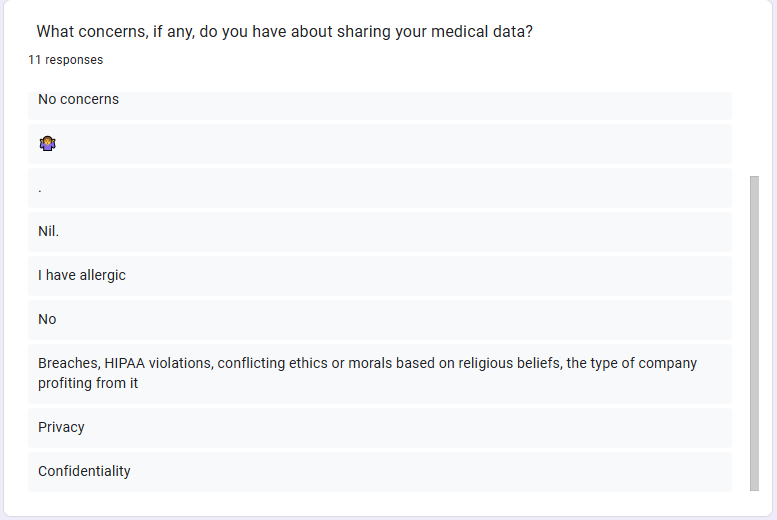 What concerns, if any, do you have about sharing your medical data?
11 responses
No concerns
🤷🏽‍♀️
.
Nil.
I have allergic
No
Breaches, HIPAA violations, conflicting ethics or morals based on religious beliefs, the type of company
profiting from it
Privacy
Confidentiality